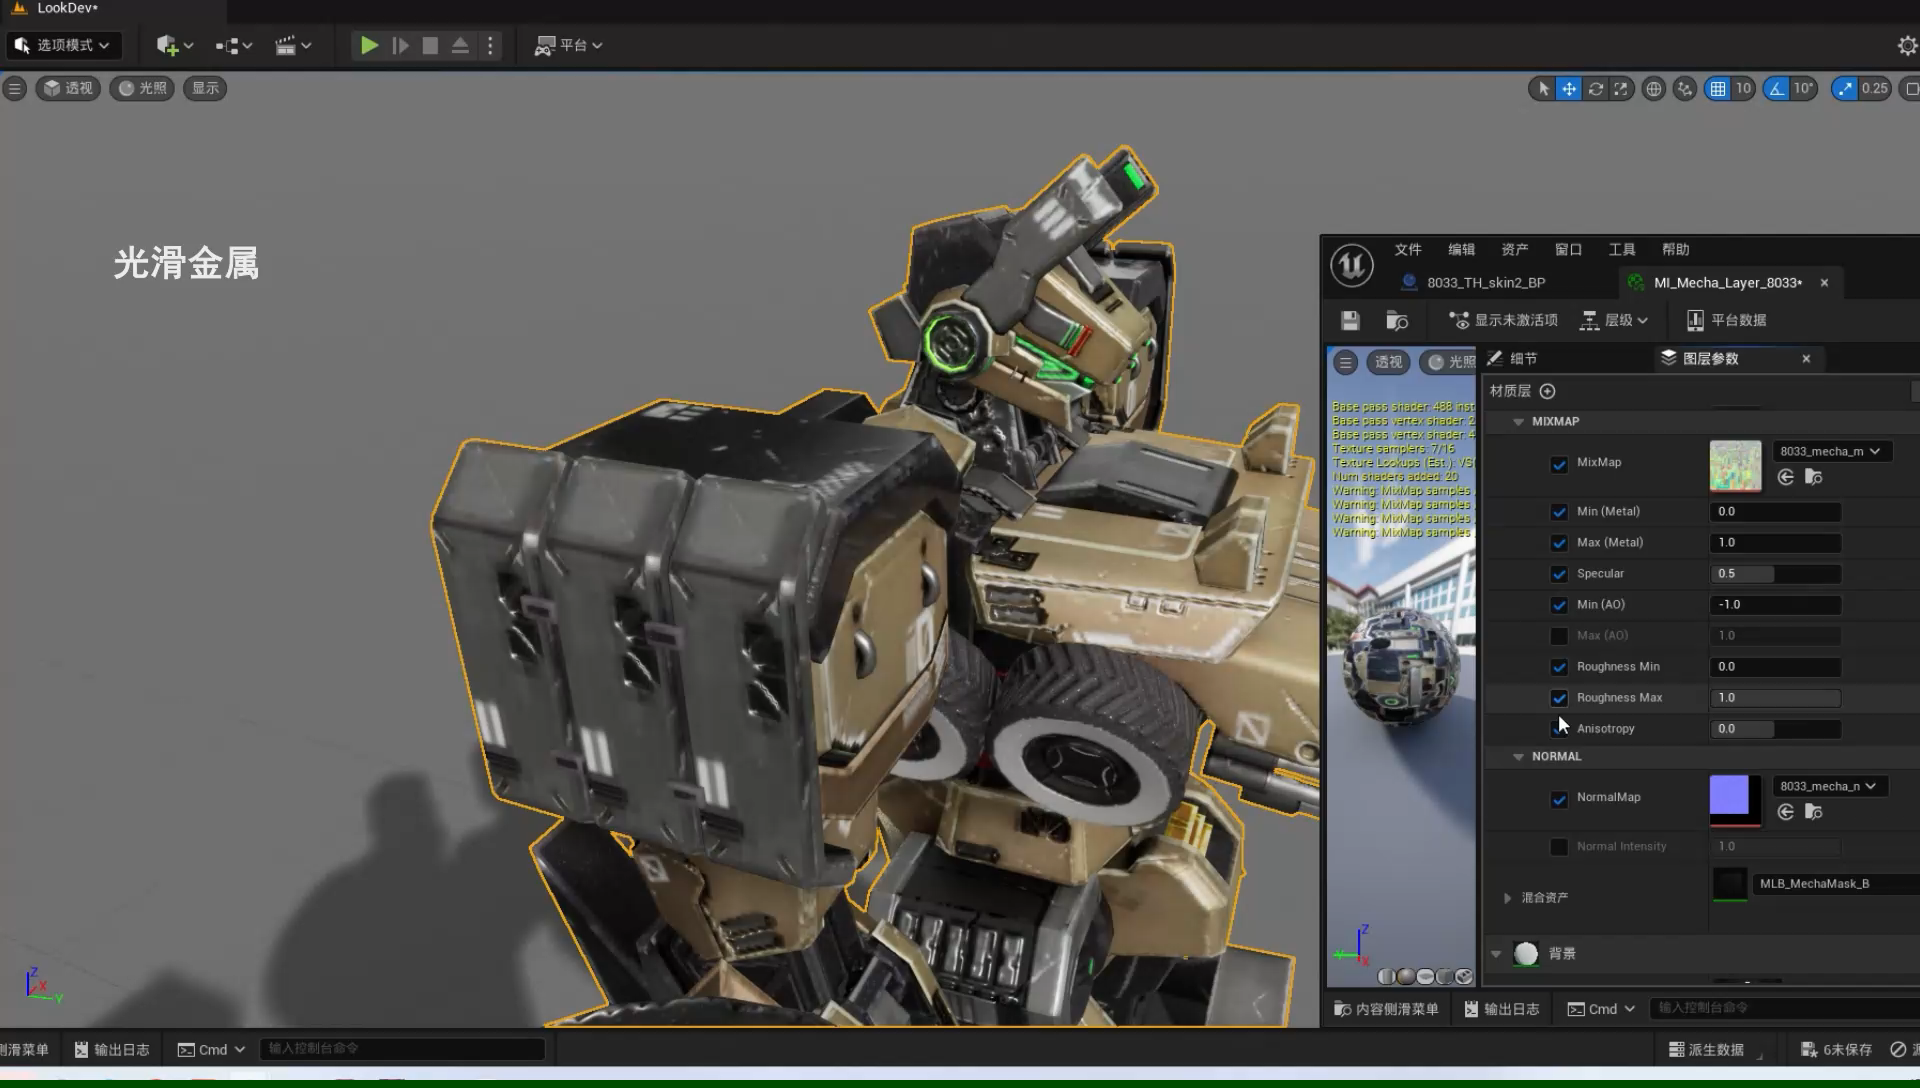 LookDev*
选项模式
平台
透视
光照
显示
10
10°
0.25
光滑金属
文件
编辑
资产
窗口
工具
帮助
8033_TH_skin2_BP
MI_Mecha_Layer_8033*
显示未激活项
层级
平台数据
透视
光照
细节
图层参数
材质层
Base pass shader: 488 inst
Base pass vertex shader: 2
Base pass vertex shader: 4
Texture samplers: 7/16
Texture Lookups (Est.): VS(
Num shaders added: 20
Warning: MixMap samples
Warning: MixMap samples
Warning: MixMap samples
Warning: MixMap samples
MIXMAP
MixMap
8033_mecha_m
Min (Metal)
0.0
Max (Metal)
1.0
Specular
0.5
Min (AO)
-1.0
Max (AO)
1.0
Roughness Min
0.0
Roughness Max
1.0
Anisotropy
0.0
NORMAL
NormalMap
8033_mecha_n
Normal Intensity
1.0
混合资产
MLB_MechaMask_B
背景
内容侧滑菜单
输出日志
Cmd
输入控制台命令
侧滑菜单
输出日志
Cmd
输入控制台命令
派生数据
6未保存
Z
X
Y
Z